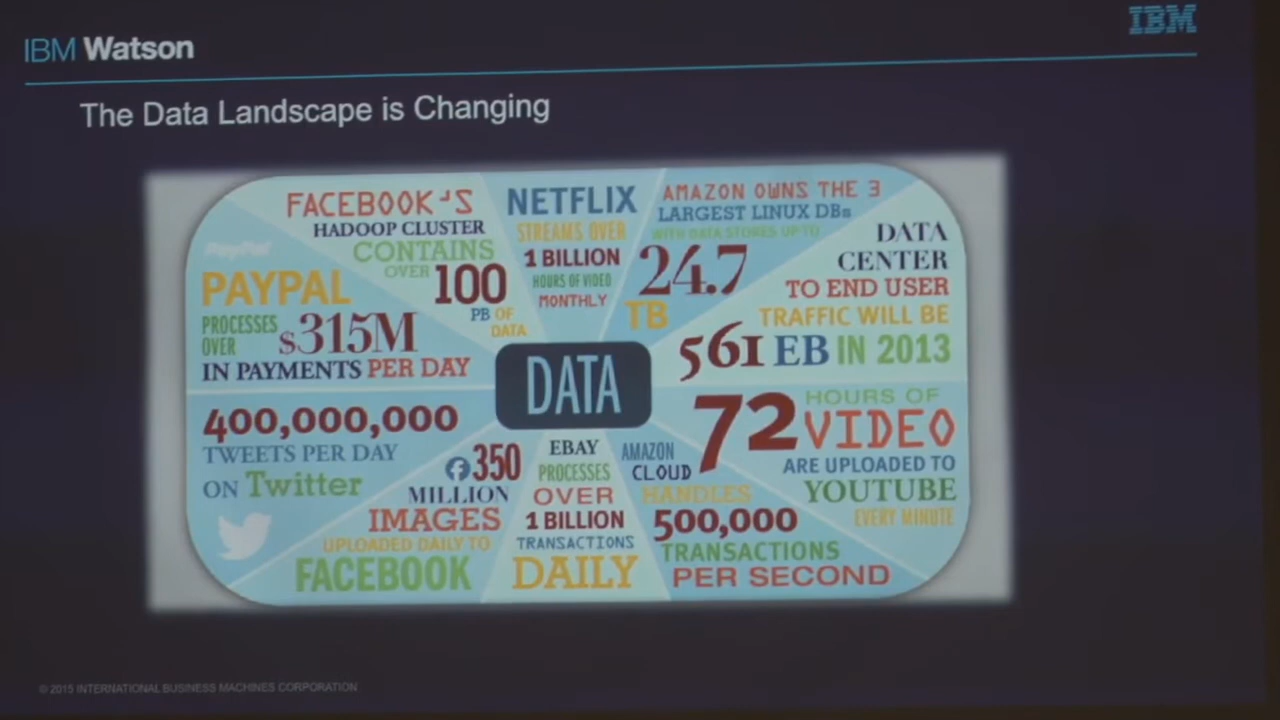 IBM Watson
IBM
The Data Landscape is Changing
PayPal
PAYPAL
PROCESSES
OVER $315M
IN PAYMENTS PER DAY
FACEBOOK'S
HADOOP CLUSTER
CONTAINS
OVER 100
PB OF
DATA
NETFLIX
STREAMS OVER
1 BILLION
HOURS OF VIDEO
MONTHLY
AMAZON OWNS THE 3
LARGEST LINUX DBs
WITH DATA STORES UP TO
24.7
TB
DATA
CENTER
TO END USER
TRAFFIC WILL BE
561 EB IN 2013
DATA
400,000,000
TWEETS PER DAY
ON Twitter
350
MILLION
IMAGES
UPLOADED DAILY TO
FACEBOOK
EBAY
PROCESSES
OVER
1 BILLION
TRANSACTIONS
DAILY
AMAZON
CLOUD
HANDLES
500,000
TRANSACTIONS
PER SECOND
72 HOURS OF
VIDEO
ARE UPLOADED TO
YOUTUBE
EVERY MINUTE
© 2015 INTERNATIONAL BUSINESS MACHINES CORPORATION